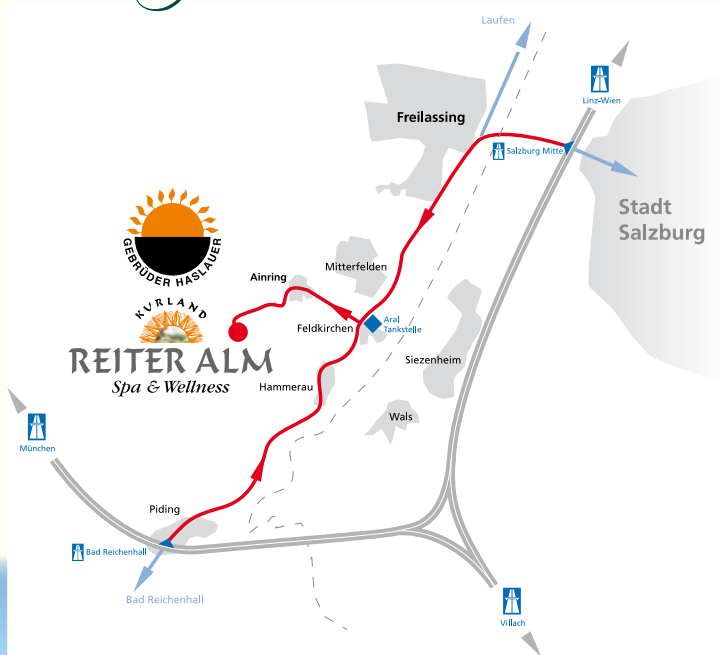 Laufen
Linz-Wien
Freilassing
Salzburg Mitte
Stadt
Salzburg
GEBRÜDER HASLAUER
Mitterfelden
Ainring
KURLAND
Aral
Tankstelle
Feldkirchen
REITER ALM
Spa & Wellness
Siezenheim
Hammerau
Wals
München
Piding
Bad Reichenhall
Bad Reichenhall
Villach